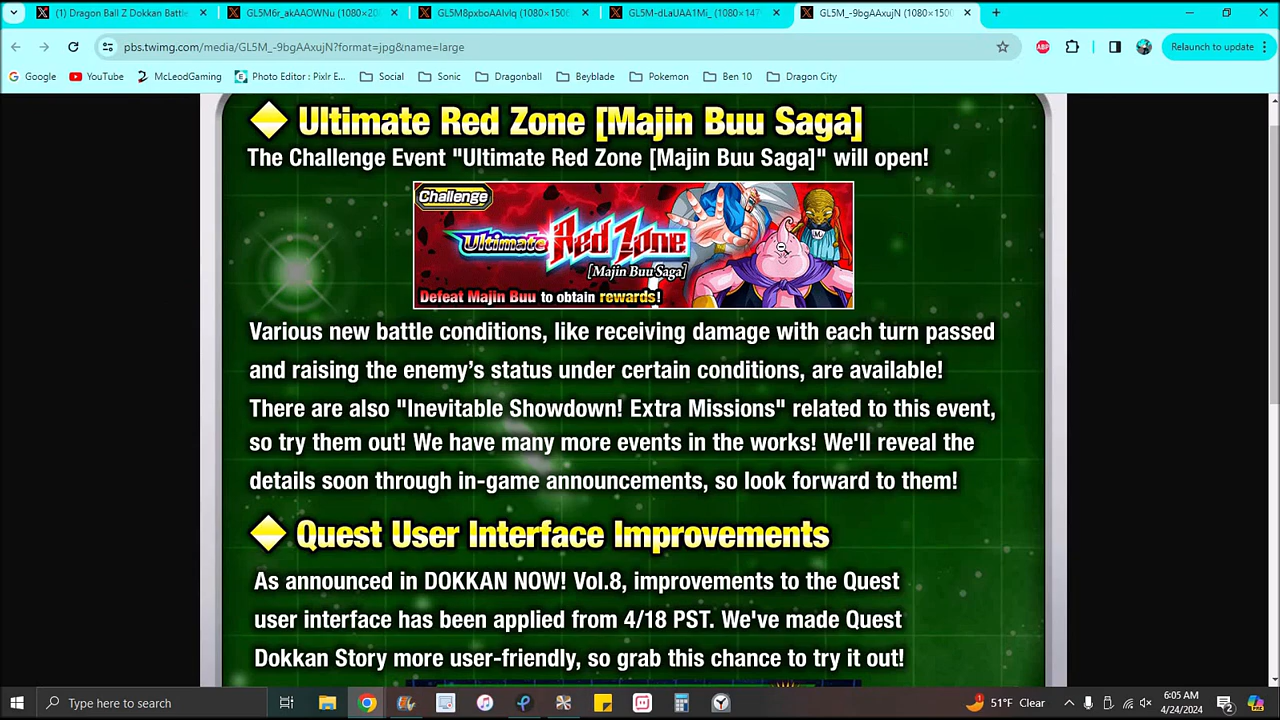 (1) Dragon Ball Z Dokkan Battle
GL5M6r_akAAOWNu (1080×20
GL5M8pxboAAlvlq (1080×150
GL5M-dLaUAA1Mi_ (1080×147
GL5M_-9bgAAxujN (1080×150
pbs.twimg.com/media/GL5M_-9bgAAxujN?format=jpg&name=large
ABP
Relaunch to update
Google
YouTube
McLeodGaming
Photo Editor : Pixlr E...
Social
Sonic
Dragonball
Beyblade
Pokemon
Ben 10
Dragon City
Ultimate Red Zone [Majin Buu Saga]
The Challenge Event "Ultimate Red Zone [Majin Buu Saga]" will open!
Challenge
Ultimate Red Zone
[Majin Buu Saga]
Defeat Majin Buu to obtain rewards!
Various new battle conditions, like receiving damage with each turn passed
and raising the enemy's status under certain conditions, are available!
There are also "Inevitable Showdown! Extra Missions" related to this event,
so try them out! We have many more events in the works! We'll reveal the
details soon through in-game announcements, so look forward to them!
Quest User Interface Improvements
As announced in DOKKAN NOW! Vol.8, improvements to the Quest
user interface has been applied from 4/18 PST. We've made Quest
Dokkan Story more user-friendly, so grab this chance to try it out!
Type here to search
51°F Clear
6:05 AM
4/24/2024
2